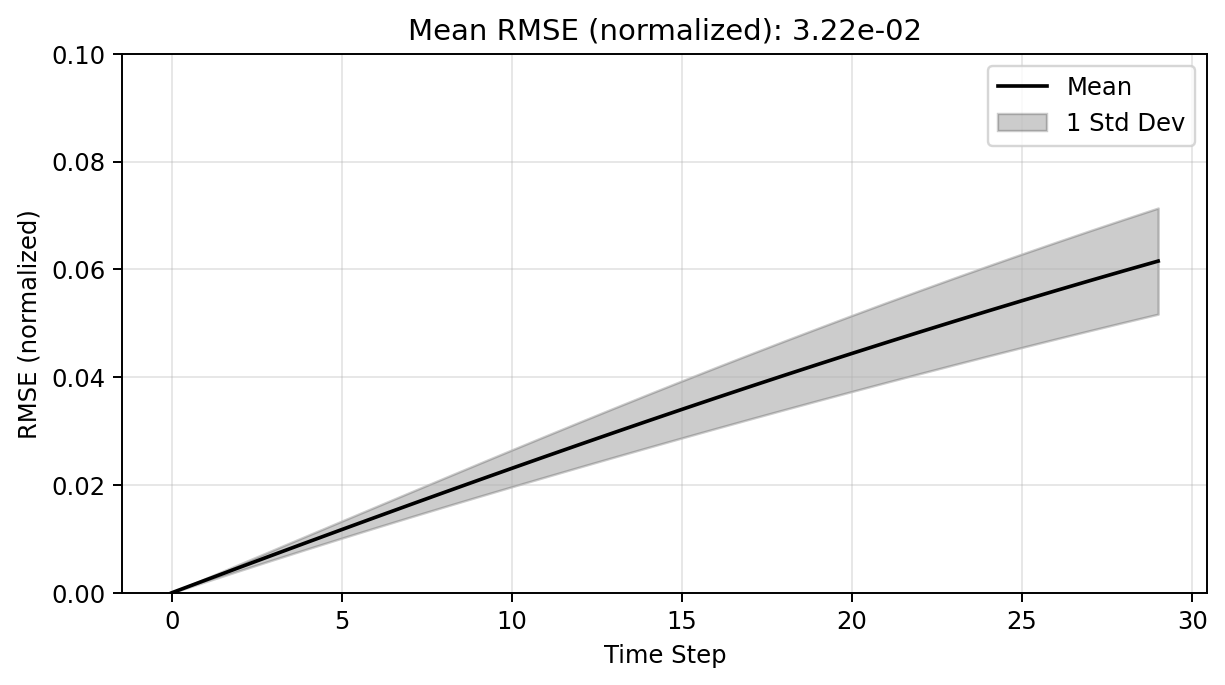 Mean RMSE (normalized): 3.22e-02
0.10
0.08
0.06
0.04
0.02
0.00
RMSE (normalized)
Mean
1 Std Dev
0 5 10 15 20 25 30
Time Step